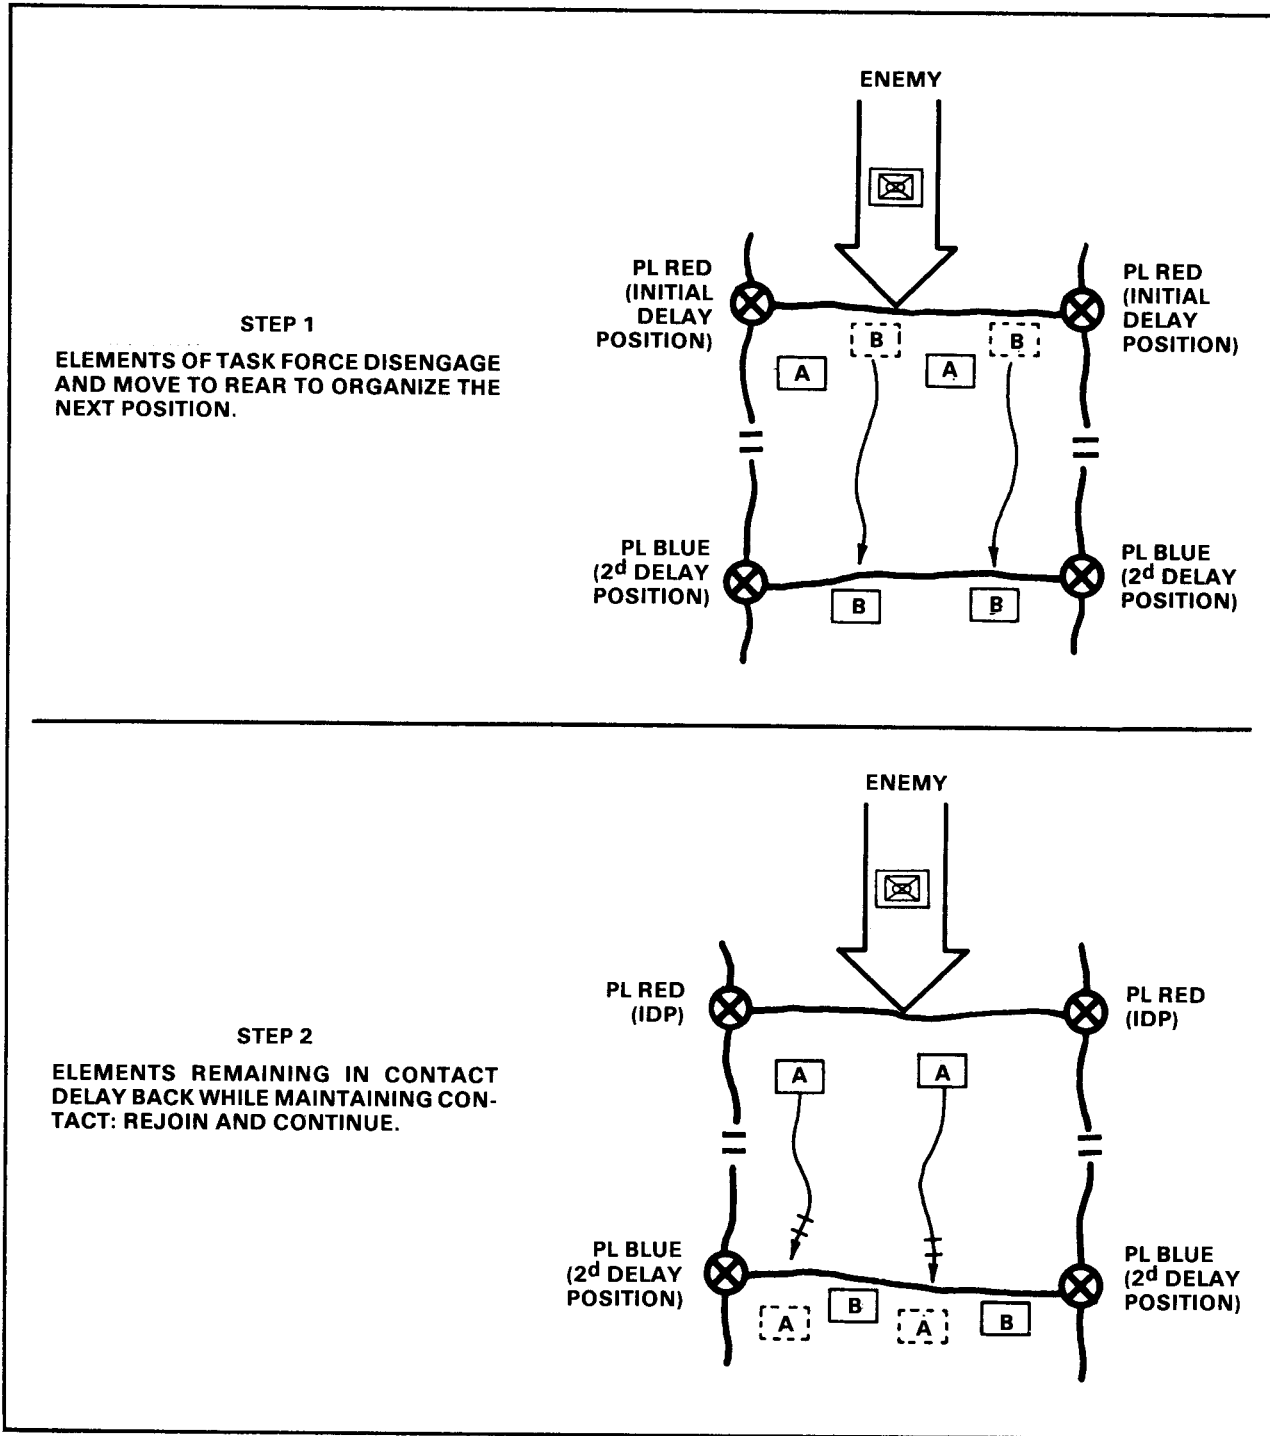 ENEMY
PL RED
(INITIAL
DELAY
POSITION)
PL RED
(INITIAL
DELAY
POSITION)
STEP 1
ELEMENTS OF TASK FORCE DISENGAGE
AND MOVE TO REAR TO ORGANIZE THE
NEXT POSITION.
B
B
A
A
PL BLUE
(2d DELAY
POSITION)
PL BLUE
(2d DELAY
POSITION)
B
B
ENEMY
PL RED
(IDP)
PL RED
(IDP)
STEP 2
ELEMENTS REMAINING IN CONTACT
DELAY BACK WHILE MAINTAINING CON-
TACT: REJOIN AND CONTINUE.
A
A
PL BLUE
(2d DELAY
POSITION)
PL BLUE
(2d DELAY
POSITION)
A
B
A
B